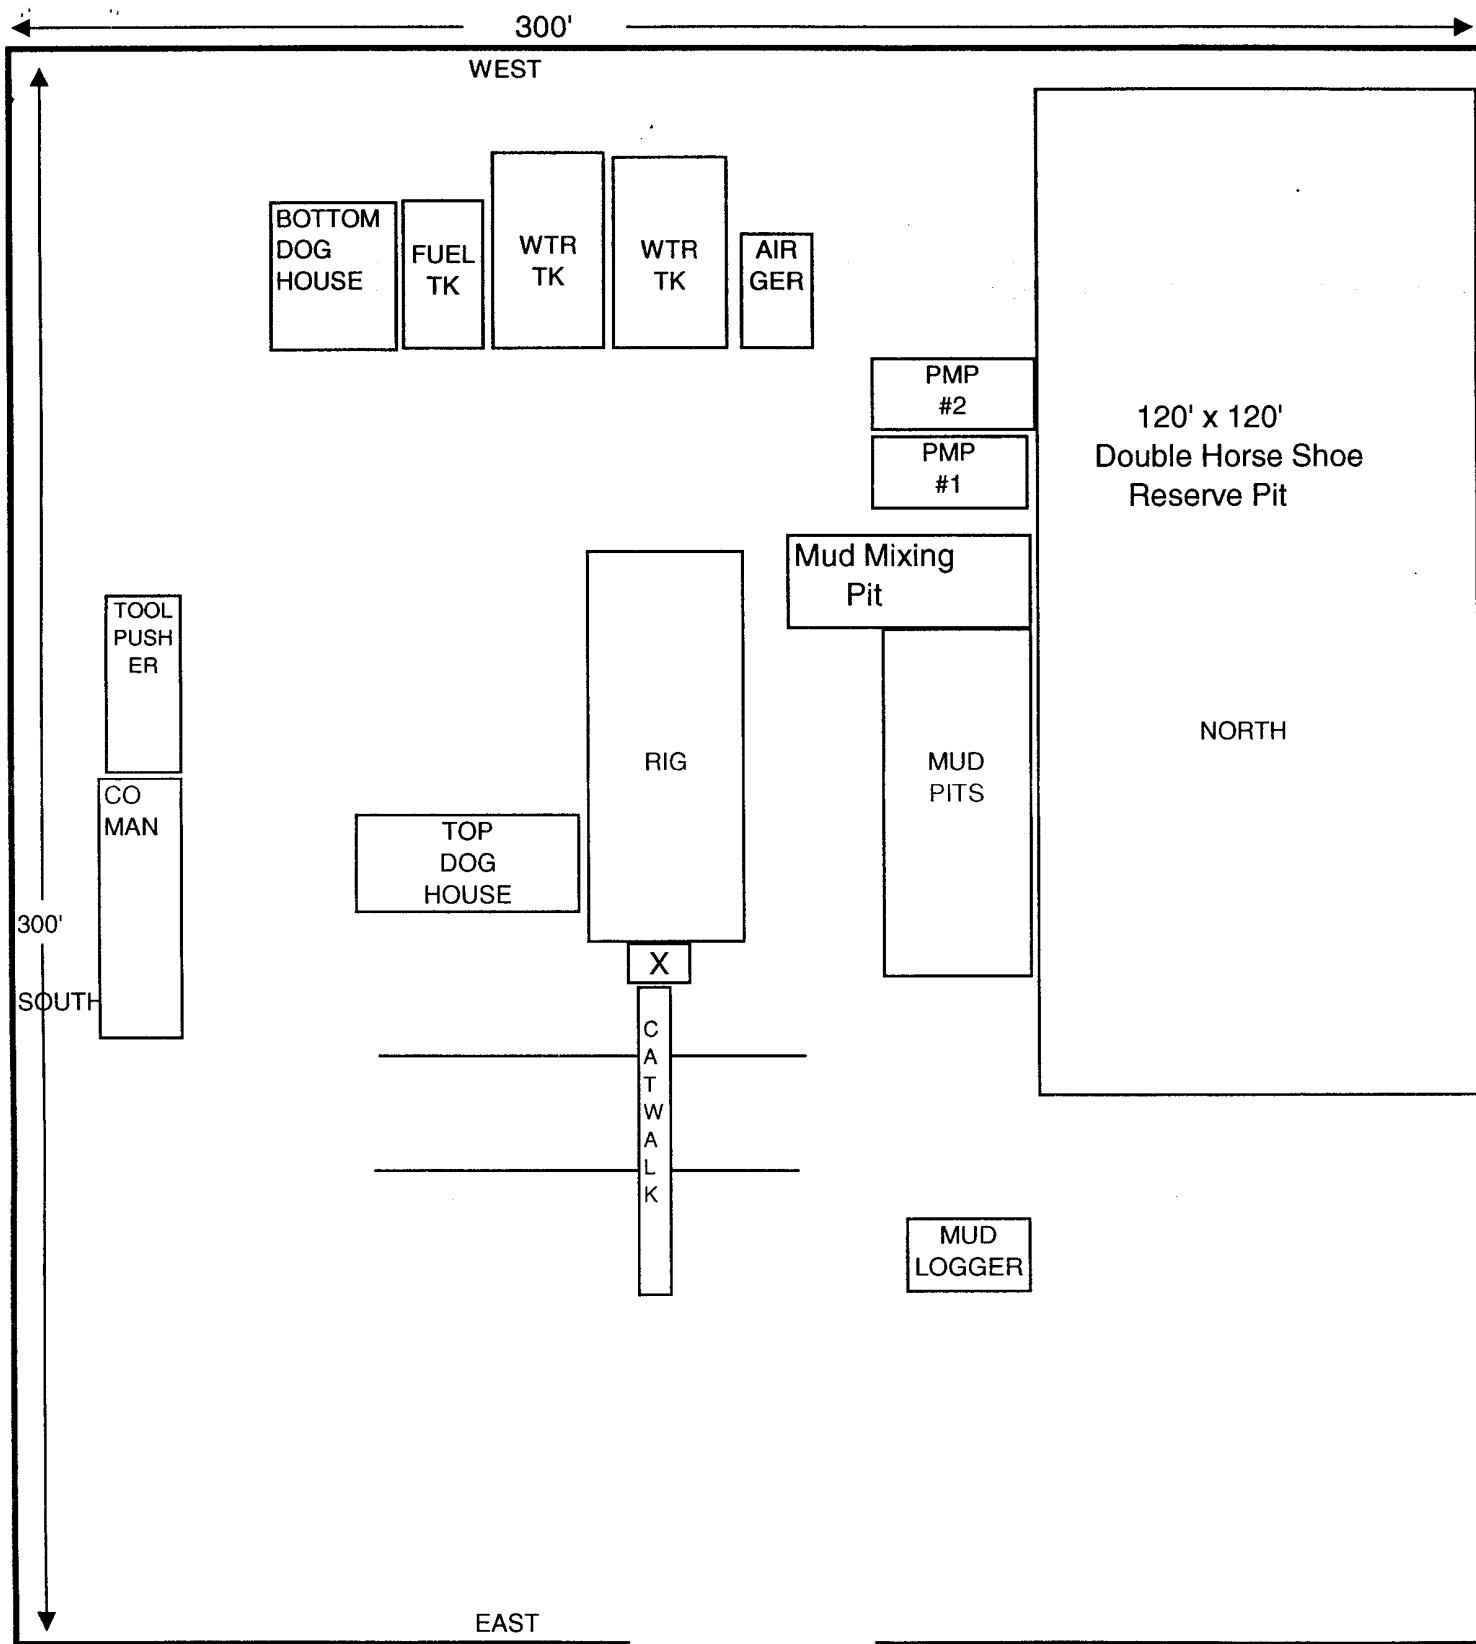 300'
WEST
BOTTOM
DOG
HOUSE
FUEL
TK
WTR
TK
WTR
TK
AIR
GER
PMP
#2
PMP
#1
120' x 120'
Double Horse Shoe
Reserve Pit
Mud Mixing
Pit
TOOL
PUSH
ER
RIG
MUD
PITS
NORTH
CO
MAN
TOP
DOG
HOUSE
300'
X
SOUTH
CATWALK
MUD
LOGGER
EAST